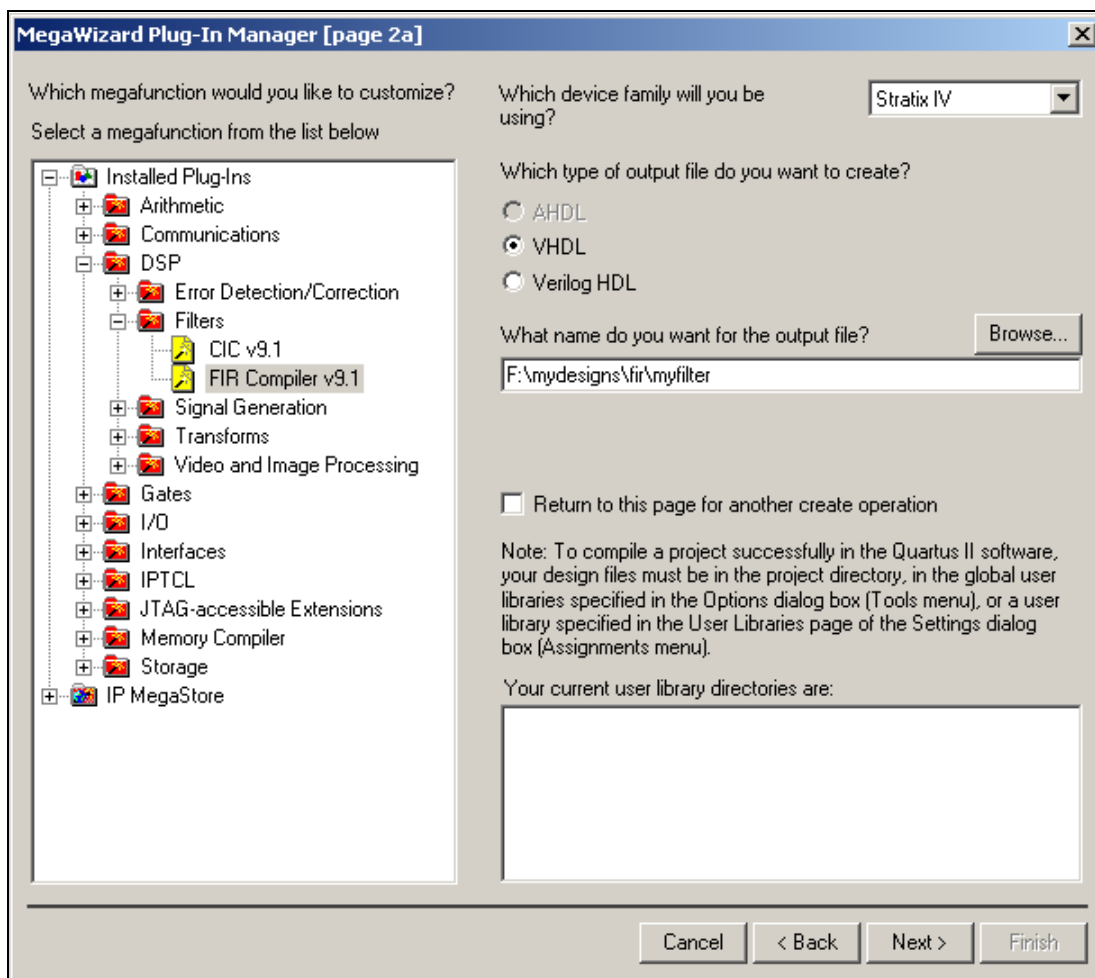 MegaWizard Plug-In Manager [page 2a]
Which megafunction would you like to customize?
Select a megafunction from the list below
Installed Plug-Ins
Arithmetic
Communications
DSP
Error Detection/Correction
Filters
CIC v9.1
FIR Compiler v9.1
Signal Generation
Transforms
Video and Image Processing
Gates
I/O
Interfaces
IPTCL
JTAG-accessible Extensions
Memory Compiler
Storage
IP MegaStore
Which device family will you be
using?
Stratix IV
Which type of output file do you want to create?
AHDL
VHDL
Verilog HDL
What name do you want for the output file?
Browse...
F:\mydesigns\fir\myfilter
Return to this page for another create operation
Note: To compile a project successfully in the Quartus II software,
your design files must be in the project directory, in the global user
libraries specified in the Options dialog box (Tools menu), or a user
library specified in the User Libraries page of the Settings dialog
box (Assignments menu).
Your current user library directories are:
Cancel
< Back
Next >
Finish